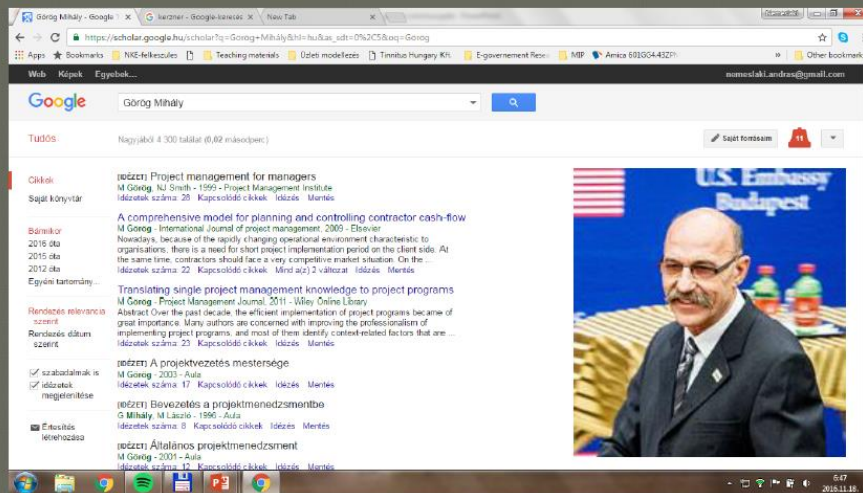 Görög Mihály - Google T
kerzner - Google-keresés
New Tab
https://scholar.google.hu/scholar?q=Görög+Mihály&hl=hu&as_sdt=0%2C5&oq=Görög
Apps Bookmarks NKE-felkeszules Teaching materials Üzleti modellezés Tinnitus Hungary Kft. E-governement Rese MIP Amica 601GG4.43ZP Other bookmark
Web Képek Egyebek...
nemeslaki.andras@gmail.com
Google
Görög Mihály
Tudós
Nagyjából 4 300 találat (0,02 másodperc)
Saját forrásaim
11
Cikkek
Saját könyvtár
Bármikor
2016 óta
2015 óta
2012 óta
Egyéni tartomány...
Rendezés relevancia
szerint
Rendezés dátum
szerint
szabadalmak is
idézetek
megjelenítése
Értesítés
létrehozása
[IDÉZET] Project management for managers
M Görög, NJ Smith - 1999 - Project Management Institute
Idézetek száma: 28 Kapcsolódó cikkek Idézés Mentés
A comprehensive model for planning and controlling contractor cash-flow
M Görög - International Journal of project management, 2009 - Elsevier
Nowadays, because of the rapidly changing operational environment characteristic to
organisations, there is a need for short project implementation period on the client side. At
the same time, contractors should face a very competitive market situation. On the ...
Idézetek száma: 22 Kapcsolódó cikkek Mind a(z) 2 változat Idézés Mentés
Translating single project management knowledge to project programs
M Görög - Project Management Journal, 2011 - Wiley Online Library
Abstract Over the past decade, the efficient implementation of project programs became of
great importance. Many authors are concerned with improving the professionalism of
implementing project programs, and most of them identify context-related factors that are ...
Idézetek száma: 23 Kapcsolódó cikkek Idézés Mentés
[IDÉZET] A projektvezetés mestersége
M Görög - 2003 - Aula
Idézetek száma: 17 Kapcsolódó cikkek Idézés Mentés
[IDÉZET] Bevezetés a projektmenedzsmentbe
G Mihály, M László - 1996 - Aula
Idézetek száma: 8 Kapcsolódó cikkek Idézés Mentés
[IDÉZET] Általános projektmenedzsment
M Görög - 2001 - Aula
Idézetek száma: 12 Kapcsolódó cikkek Idézés Mentés
U.S. Embassy
Budapest
6:47
2016.11.18.